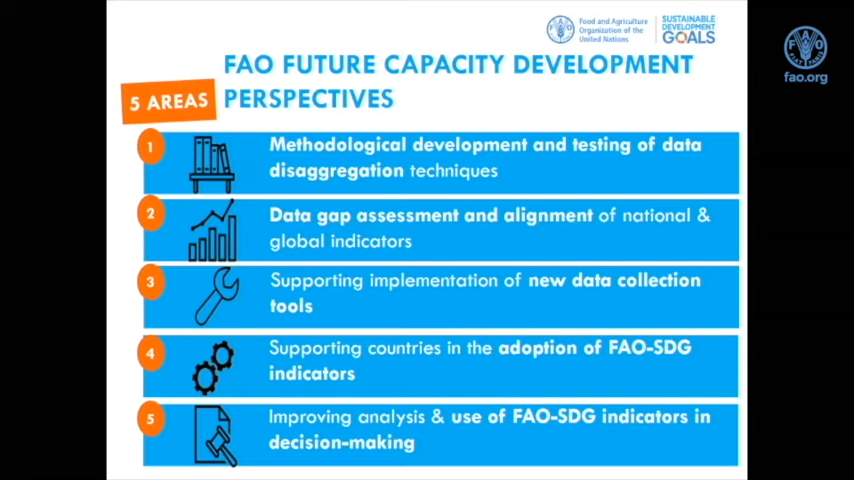 Food and Agriculture
Organization of the
United Nations
SUSTAINABLE
DEVELOPMENT
GOALS
FAO
FIAT PANIS
fao.org
FAO FUTURE CAPACITY DEVELOPMENT
5 AREAS
PERSPECTIVES
1
Methodological development and testing of data
disaggregation techniques
2
Data gap assessment and alignment of national &
global indicators
3
Supporting implementation of new data collection
tools
4
Supporting countries in the adoption of FAO-SDG
indicators
5
Improving analysis & use of FAO-SDG indicators in
decision-making